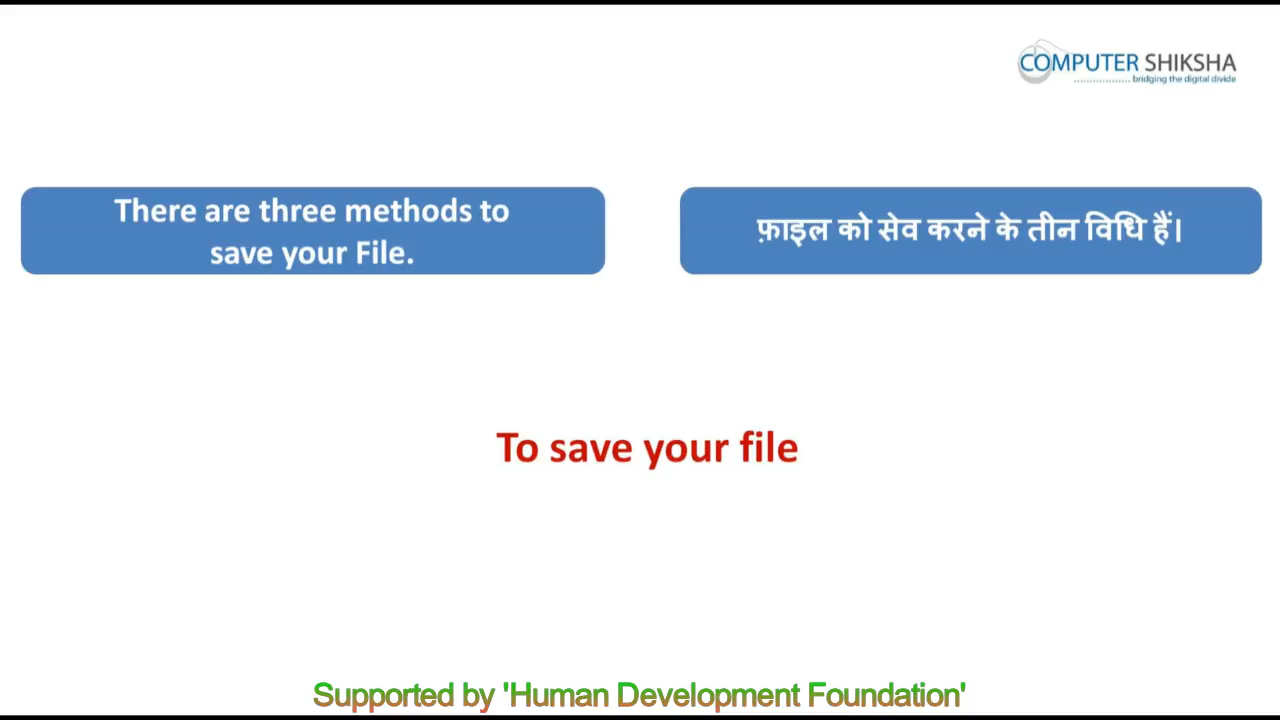 COMPUTER SHIKSHA
bridging the digital divide
There are three methods to
save your File.
फ़ाइल को सेव करने के तीन विधि हैं।
To save your file
Supported by 'Human Development Foundation'